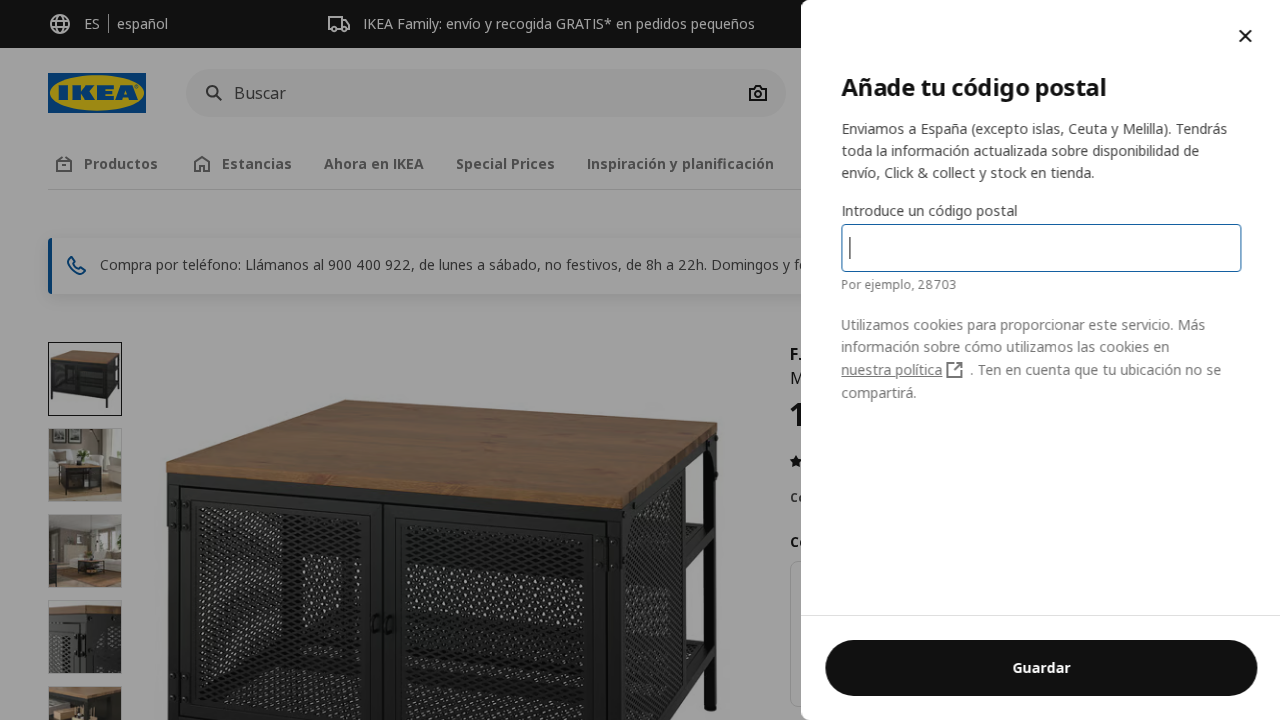 ES español
IKEA Family: envío y recogida GRATIS* en pedidos pequeños
IKEA
Buscar
Productos
Estancias
Ahora en IKEA
Special Prices
Inspiración y planificación
Compra por teléfono: Llámanos al 900 400 922, de lunes a sábado, no festivos, de 8h a 22h. Domingos y
Añade tu código postal
Enviamos a España (excepto islas, Ceuta y Melilla). Tendrás
toda la información actualizada sobre disponibilidad de
envío, Click & collect y stock en tienda.
Introduce un código postal
Por ejemplo, 28703
Utilizamos cookies para proporcionar este servicio. Más
información sobre cómo utilizamos las cookies en
nuestra política . Ten en cuenta que tu ubicación no se
compartirá.
Guardar